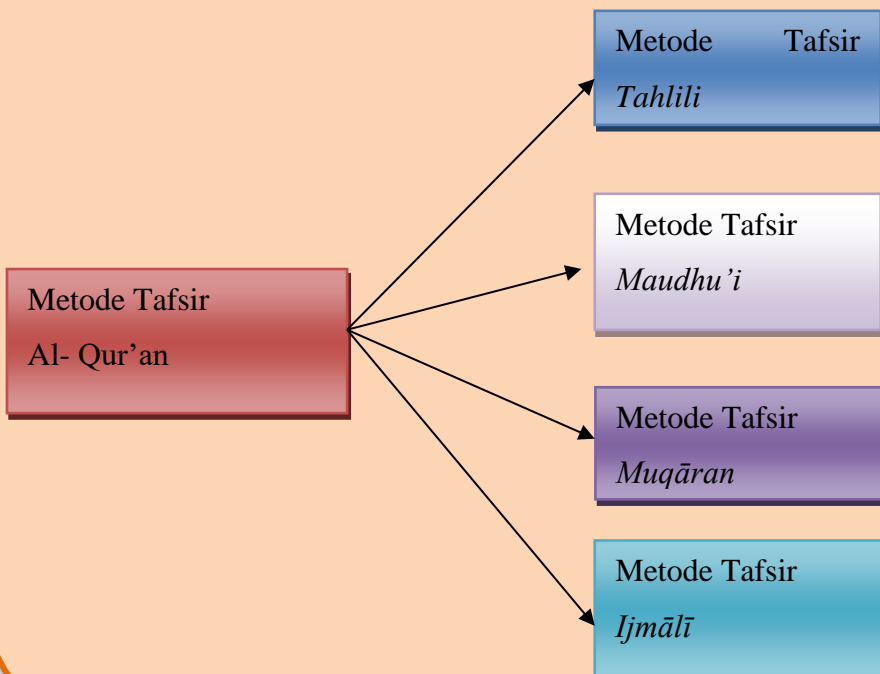 Metode Tafsir
Tahlili
Metode Tafsir
Maudhu’i
Metode Tafsir
Al- Qur’an
Metode Tafsir
Muqāran
Metode Tafsir
Ijmālī